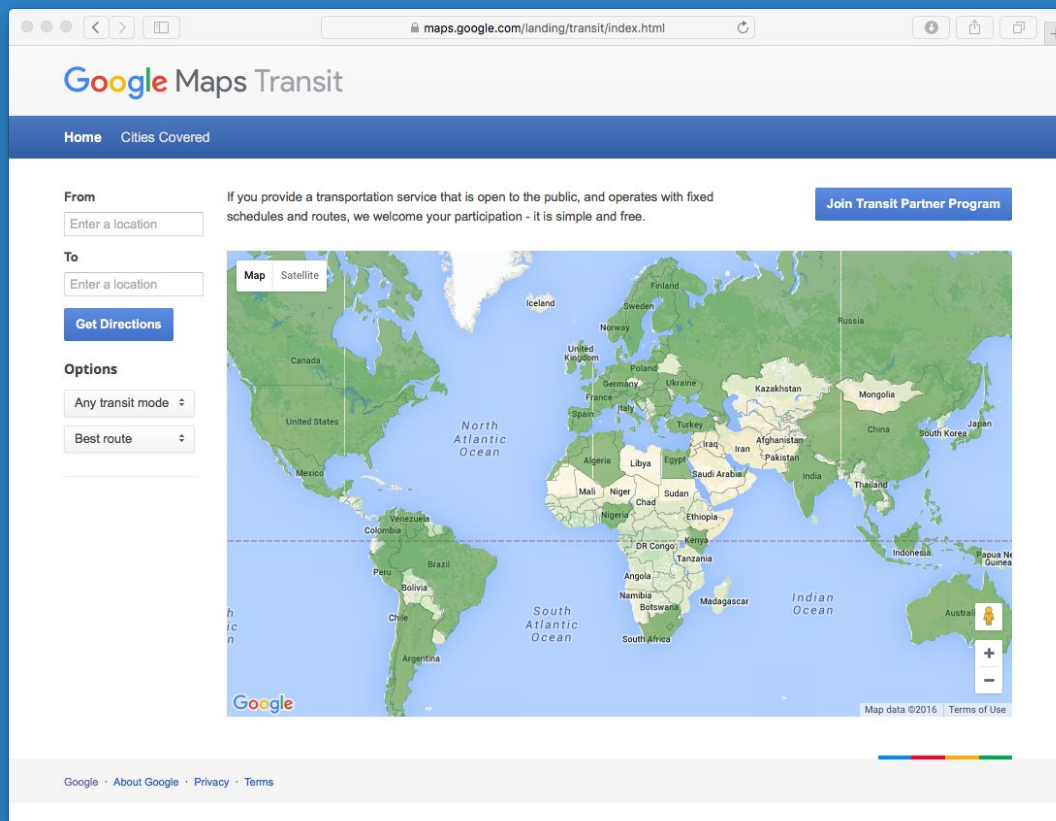 maps.google.com/landing/transit/index.html
Google Maps Transit
Home Cities Covered
From
Enter a location
To
Enter a location
Get Directions
Options
Any transit mode
Best route
If you provide a transportation service that is open to the public, and operates with fixed
schedules and routes, we welcome your participation - it is simple and free.
Join Transit Partner Program
Map Satellite
Iceland
Finland
Sweden
Norway
Russia
United
Kingdom
Canada
Poland
Germany
Ukraine
France
Kazakhstan
Mongolia
Italy
Spain
United States
Turkey
North
Atlantic
Ocean
China
Japan
South Korea
Iraq
Iran
Afghanistan
Pakistan
Algeria
Libya
Egypt
Saudi Arabia
Mexico
India
Thailand
Mali
Niger
Chad
Sudan
Nigeria
Ethiopia
Venezuela
Colombia
DR Congo
Kenya
Tanzania
Indonesia
Papua Ne
Guinea
Peru
Brazil
Angola
Bolivia
Namibia
Botswana
Madagascar
Indian
Ocean
h
ic
n
South
Atlantic
Ocean
Chile
South Africa
Austral
Argentina
Google
Map data ©2016 Terms of Use
Google · About Google · Privacy · Terms